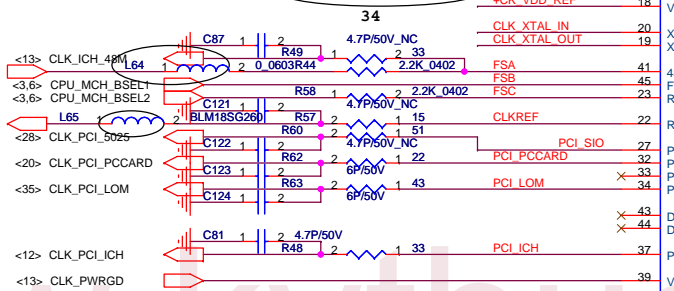 +CK_VDD_REF 18 V
34
CLK_XTAL_IN 20 X
CLK_XTAL_OUT 19 X
C87 1 2 4.7P/50V_NC
R49 2 1 33
<13> CLK_ICH_48M
L64 1 2 0_0603 R44 2 1 2.2K_0402 FSA 41 4
<3,6> CPU_MCH_BSEL1 FSB 45 F
<3,6> CPU_MCH_BSEL2 R58 1 2 2.2K_0402 FSC 23 R
C121 1 2 4.7P/50V_NC
L65 1 2 BLM18SG260 R57 2 1 15 CLKREF 22 R
R60 2 1 51
<28> CLK_PCI_5025
C122 1 2 4.7P/50V_NC PCI_SIO 27 P
<20> CLK_PCI_PCCARD R62 2 1 22 PCI_PCCARD 32 P
C123 1 2 6P/50V 33 P
<35> CLK_PCI_LOM R63 2 1 43 PCI_LOM 34 P
C124 1 2 6P/50V
43 D
44 D
C81 1 2 4.7P/50V
<12> CLK_PCI_ICH R48 2 1 33 PCI_ICH 37 P
<13> CLK_PWRGD 39 V